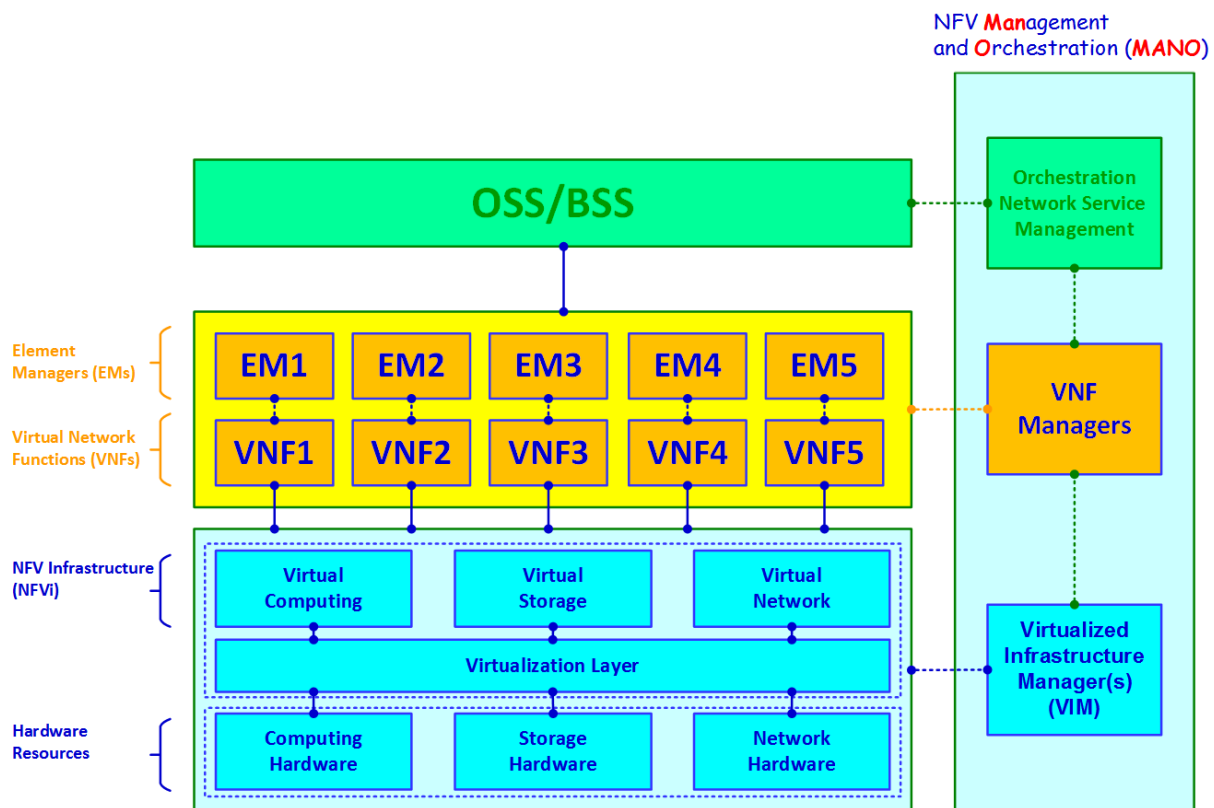 NFV Management
and Orchestration (MANO)
OSS/BSS
Orchestration
Network Service
Management
Element
Managers (EMs)
EM1
EM2
EM3
EM4
EM5
VNF
Managers
Virtual Network
Functions (VNFs)
VNF1
VNF2
VNF3
VNF4
VNF5
NFV Infrastructure
(NFVi)
Virtual
Computing
Virtual
Storage
Virtual
Network
Virtualization Layer
Virtualized
Infrastructure
Manager(s)
(VIM)
Hardware
Resources
Computing
Hardware
Storage
Hardware
Network
Hardware